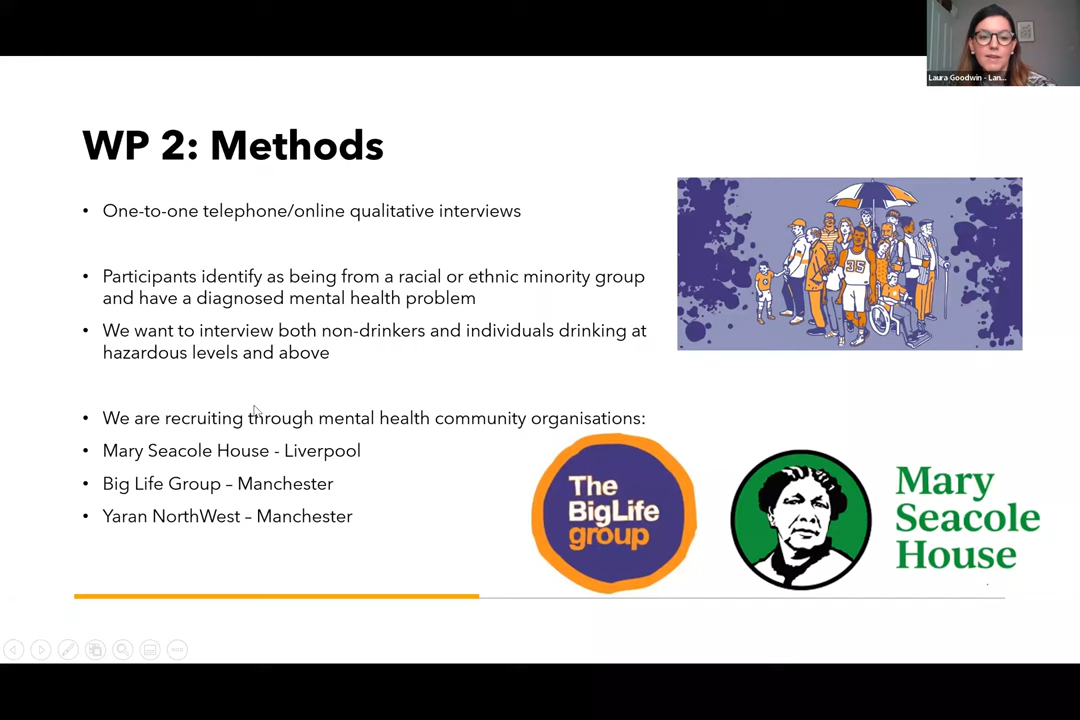 Laura Goodwin - Lan...
WP 2: Methods
• One-to-one telephone/online qualitative interviews
• Participants identify as being from a racial or ethnic minority group
and have a diagnosed mental health problem
• We want to interview both non-drinkers and individuals drinking at
hazardous levels and above
• We are recruiting through mental health community organisations:
• Mary Seacole House - Liverpool
• Big Life Group – Manchester
• Yaran NorthWest – Manchester
35
The
BigLife
group
Mary
Seacole
House